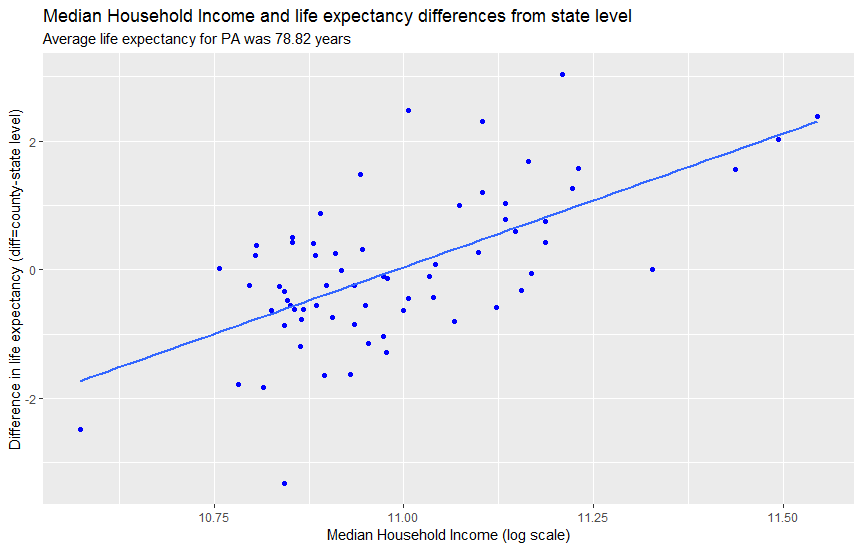 Median Household Income and life expectancy differences from state level
Average life expectancy for PA was 78.82 years
Difference in life expectancy (diff=county-state level)
2
0
-2
10.75
11.00
11.25
11.50
Median Household Income (log scale)